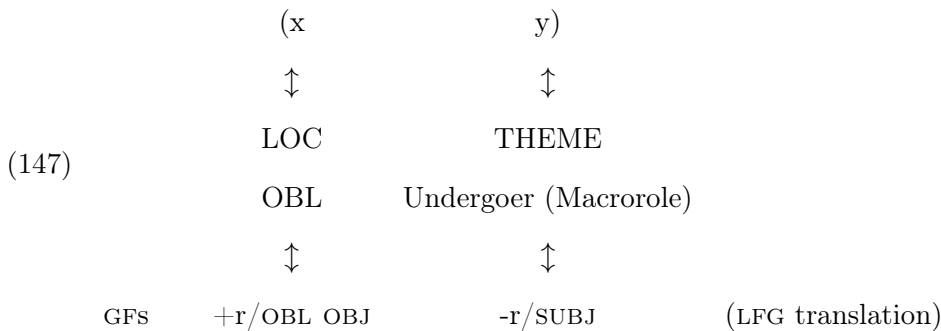 (x y)
↕ ↕
LOC THEME
(147)
OBL Undergoer (Macrorole)
↕ ↕
GFs +r/OBL OBJ -r/SUBJ (LFG translation)